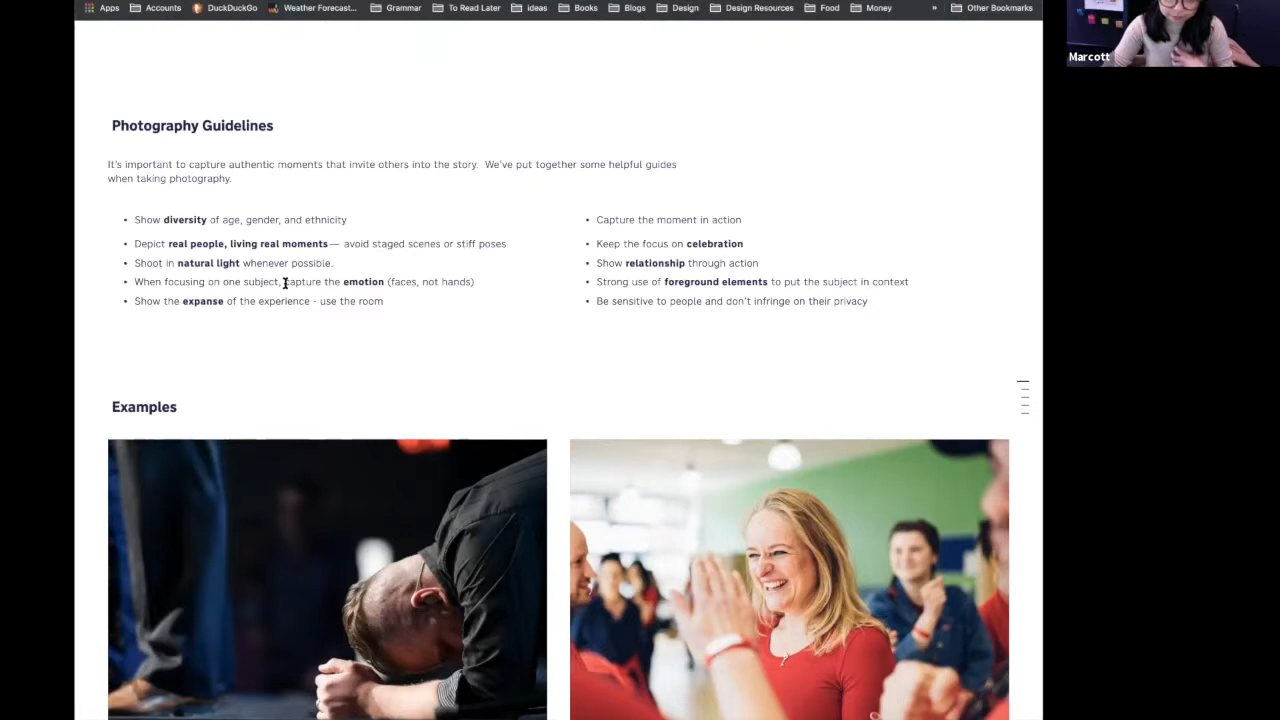 Apps Accounts DuckDuckGo Weather Forecast... Grammar To Read Later ideas Books Blogs Design Design Resources Food Money » Other Bookmarks
Marcott
Photography Guidelines
It's important to capture authentic moments that invite others into the story. We've put together some helpful guides
when taking photography.
• Show diversity of age, gender, and ethnicity
• Depict real people, living real moments— avoid staged scenes or stiff poses
• Shoot in natural light whenever possible.
• When focusing on one subject, capture the emotion (faces, not hands)
• Show the expanse of the experience - use the room
• Capture the moment in action
• Keep the focus on celebration
• Show relationship through action
• Strong use of foreground elements to put the subject in context
• Be sensitive to people and don't infringe on their privacy
Examples